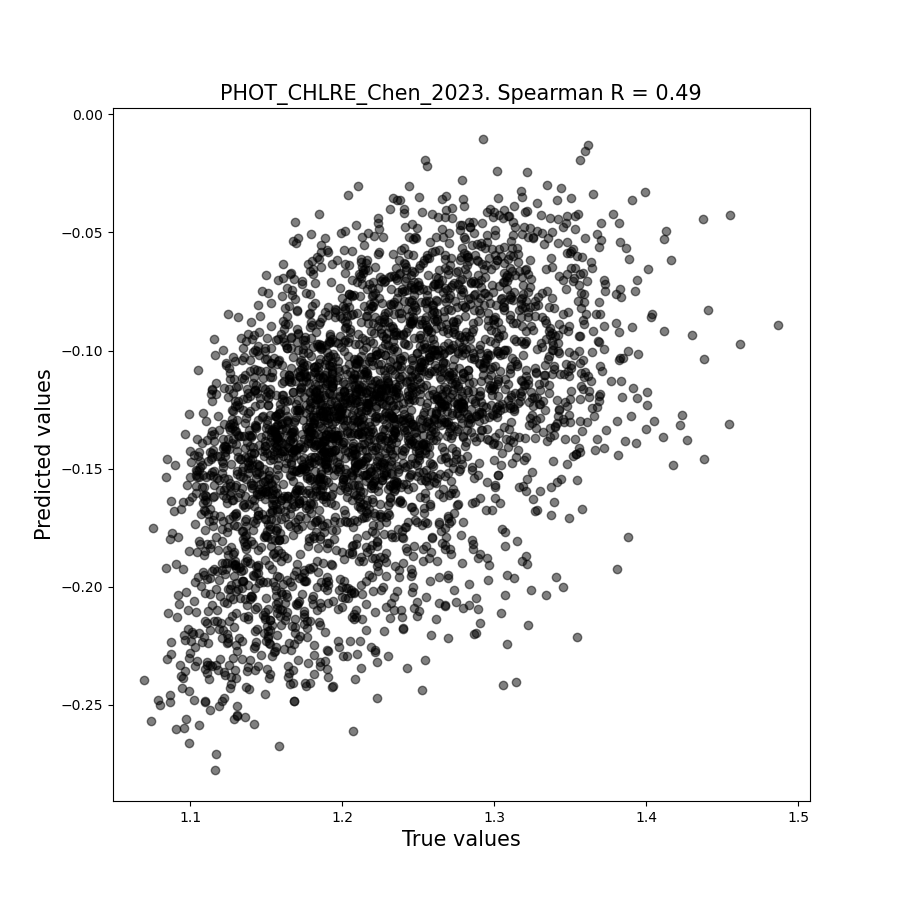 PHOT_CHLRE_Chen_2023. Spearman R = 0.49
0.00
−0.05
−0.10
−0.15
−0.20
−0.25
Predicted values
1.1 1.2 1.3 1.4 1.5
True values